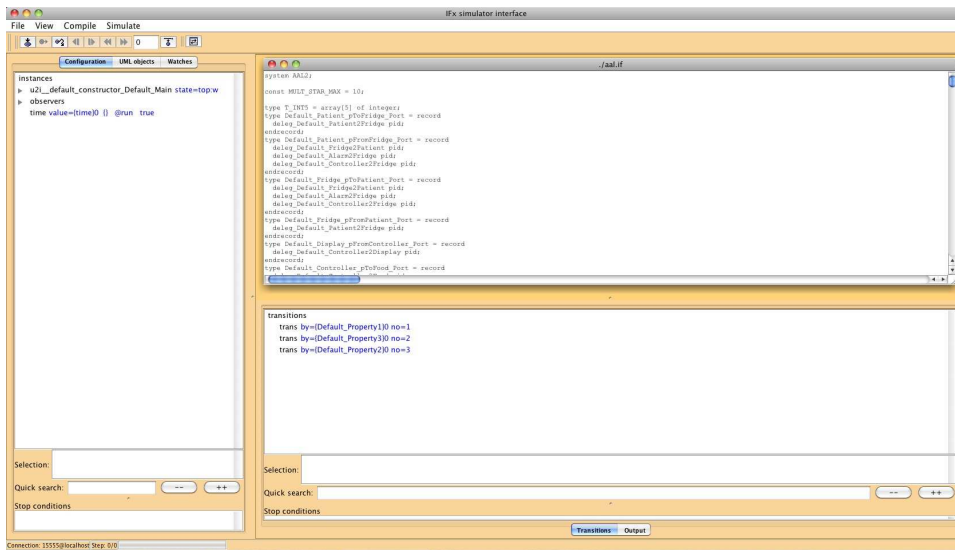 IFx simulator interface
File View Compile Simulate
0
Configuration UML objects Watches
instances
u2i__default_constructor_Default_Main state=top:w
observers
time value={time}0 {} @run true
Selection:
Quick search: -- ++
Stop conditions
./aal.if
system AAL2;
const MULT_STAR_MAX = 10;
type T_INT5 = array[5] of integer;
type Default_Patient_pToFridge_Port = record
deleg_Default_Patient2Fridge pid;
endrecord;
type Default_Patient_pFromFridge_Port = record
deleg_Default_Fridge2Patient pid;
deleg_Default_Alarm2Fridge pid;
deleg_Default_Controller2Fridge pid;
endrecord;
type Default_Fridge_pToPatient_Port = record
deleg_Default_Fridge2Patient pid;
deleg_Default_Alarm2Fridge pid;
deleg_Default_Controller2Fridge pid;
endrecord;
type Default_Fridge_pFromPatient_Port = record
deleg_Default_Patient2Fridge pid;
endrecord;
type Default_Display_pFromController_Port = record
deleg_Default_Controller2Display pid;
endrecord;
type Default_Controller_pToFood_Port = record
transitions
trans by={Default_Property1}0 no=1
trans by={Default_Property3}0 no=2
trans by={Default_Property2}0 no=3
Selection:
Quick search: -- ++
Stop conditions
Transitions Output
Connection: 15555@localhost Step: 0/0